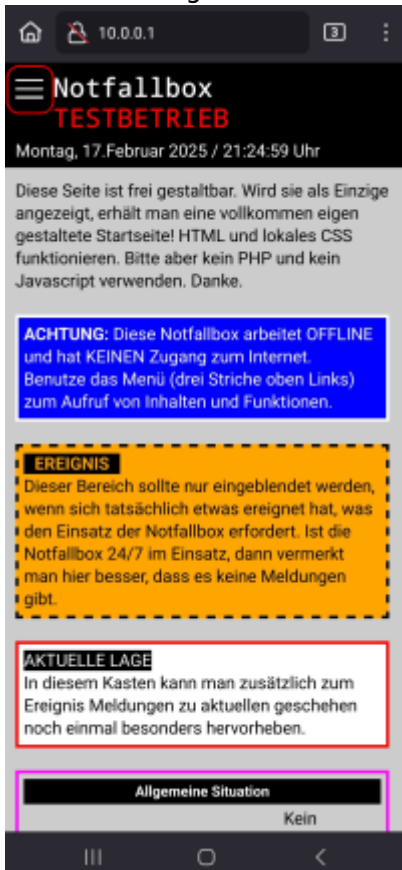 10.0.0.1
3
Notfallbox
TESTBETRIEB
Montag, 17.Februar 2025 / 21:24:59 Uhr
Diese Seite ist frei gestaltbar. Wird sie als Einzige
angezeigt, erhält man eine vollkommen eigen
gestaltete Startseite! HTML und lokales CSS
funktionieren. Bitte aber kein PHP und kein
Javascript verwenden. Danke.
ACHTUNG: Diese Notfallbox arbeitet OFFLINE
und hat KEINEN Zugang zum Internet.
Benutze das Menü (drei Striche oben Links)
zum Aufruf von Inhalten und Funktionen.
EREIGNIS
Dieser Bereich sollte nur eingeblendet werden,
wenn sich tatsächlich etwas ereignet hat, was
den Einsatz der Notfallbox erfordert. Ist die
Notfallbox 24/7 im Einsatz, dann vermerkt
man hier besser, dass es keine Meldungen
gibt.
AKTUELLE LAGE
In diesem Kasten kann man zusätzlich zum
Ereignis Meldungen zu aktuellen geschehen
noch einmal besonders hervorheben.
Allgemeine Situation
Kein